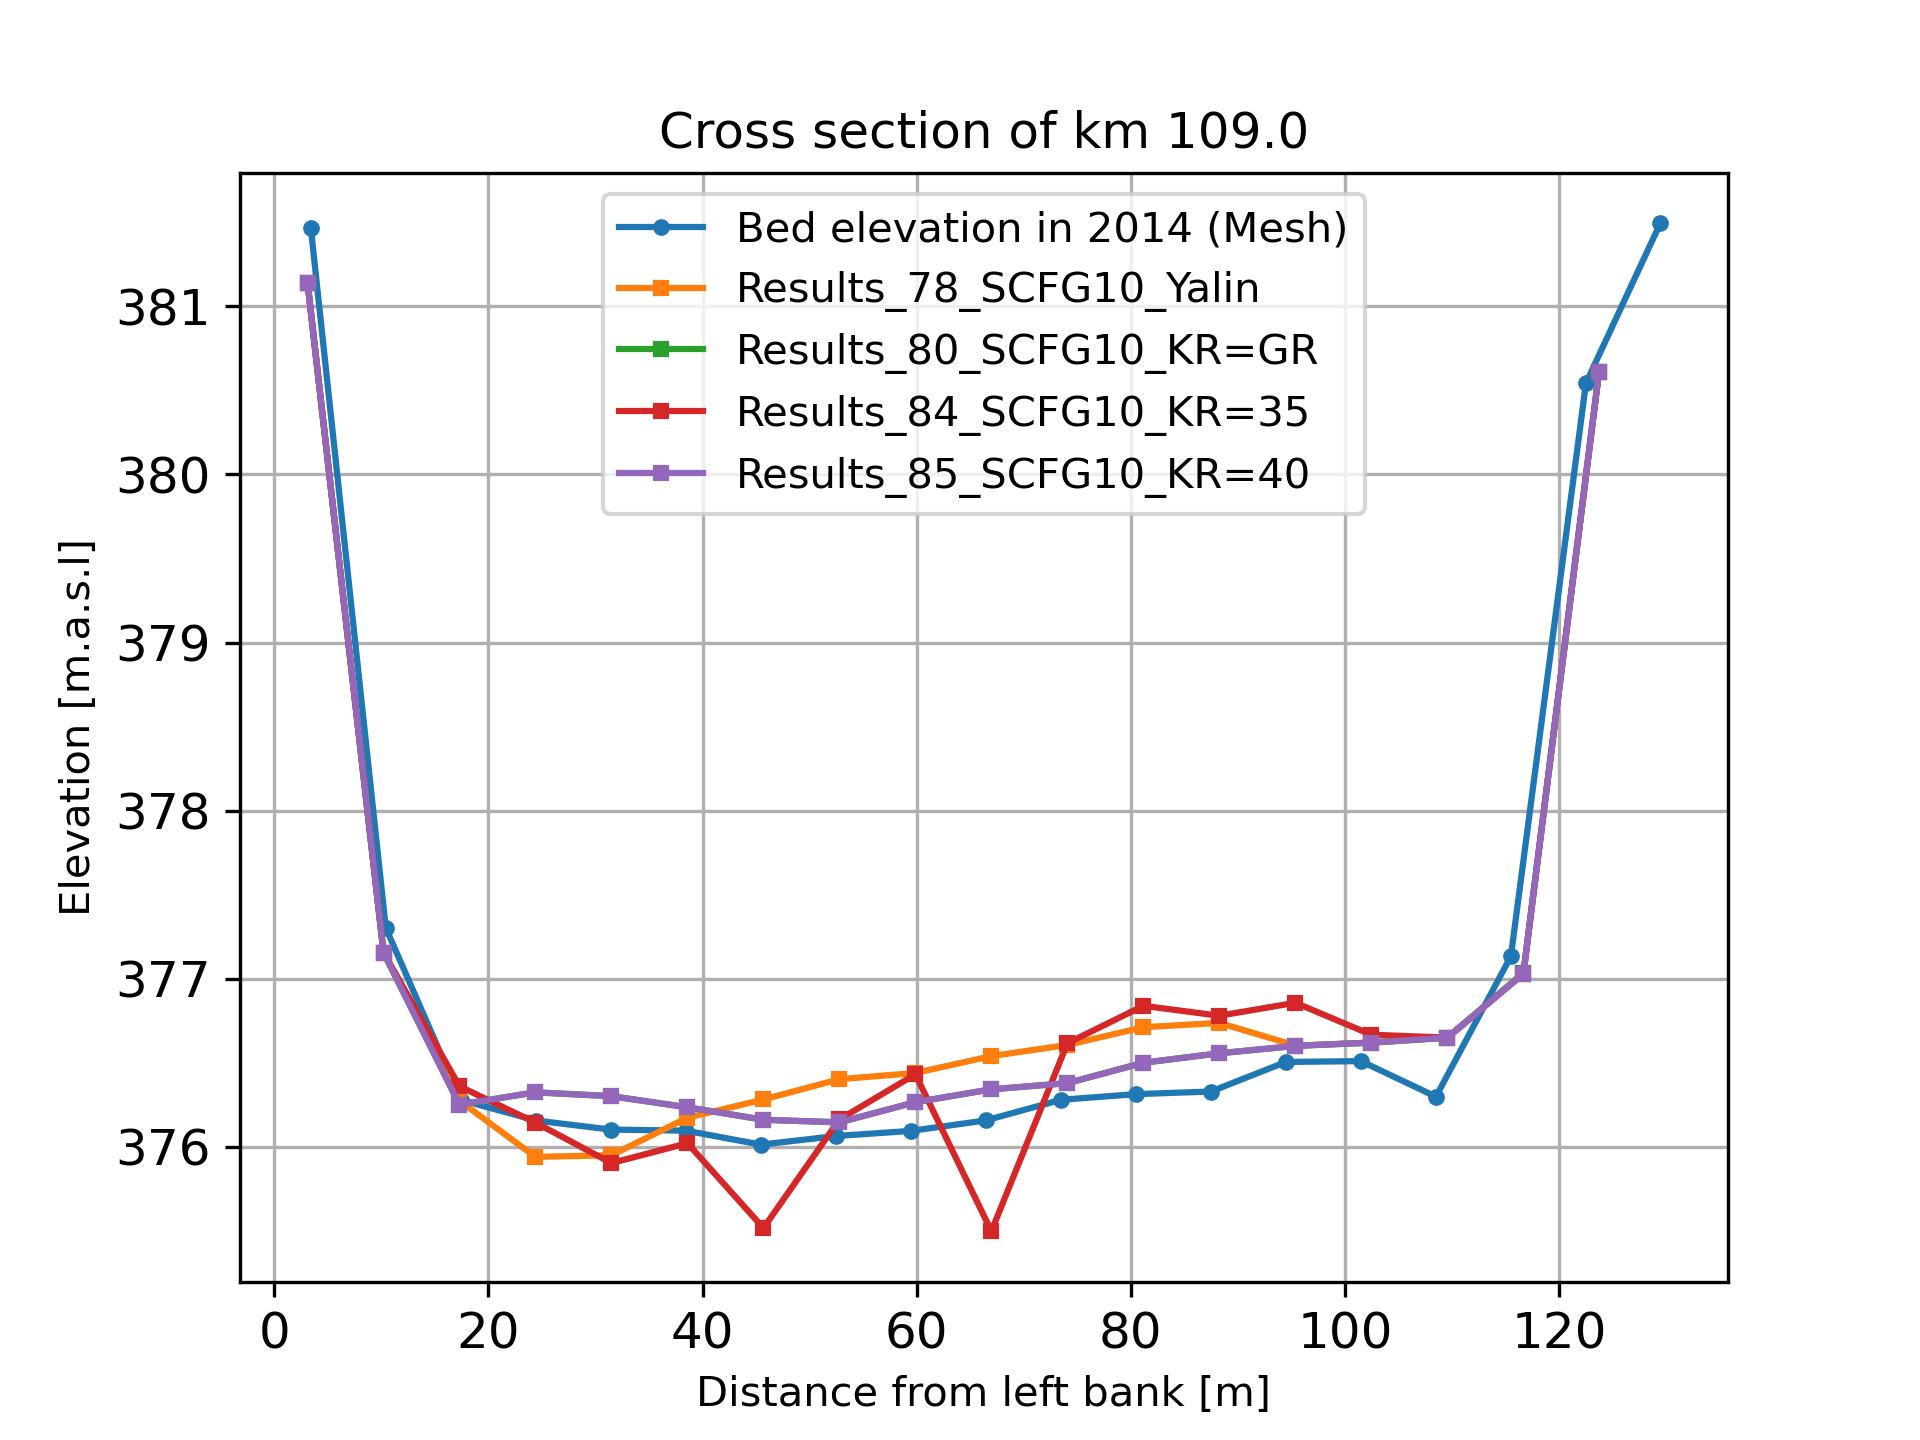 Cross section of km 109.0
Bed elevation in 2014 (Mesh)
Results_78_SCFG10_Yalin
Results_80_SCFG10_KR=GR
Results_84_SCFG10_KR=35
Results_85_SCFG10_KR=40
Elevation [m.a.s.l]
381
380
379
378
377
376
0 20 40 60 80 100 120
Distance from left bank [m]